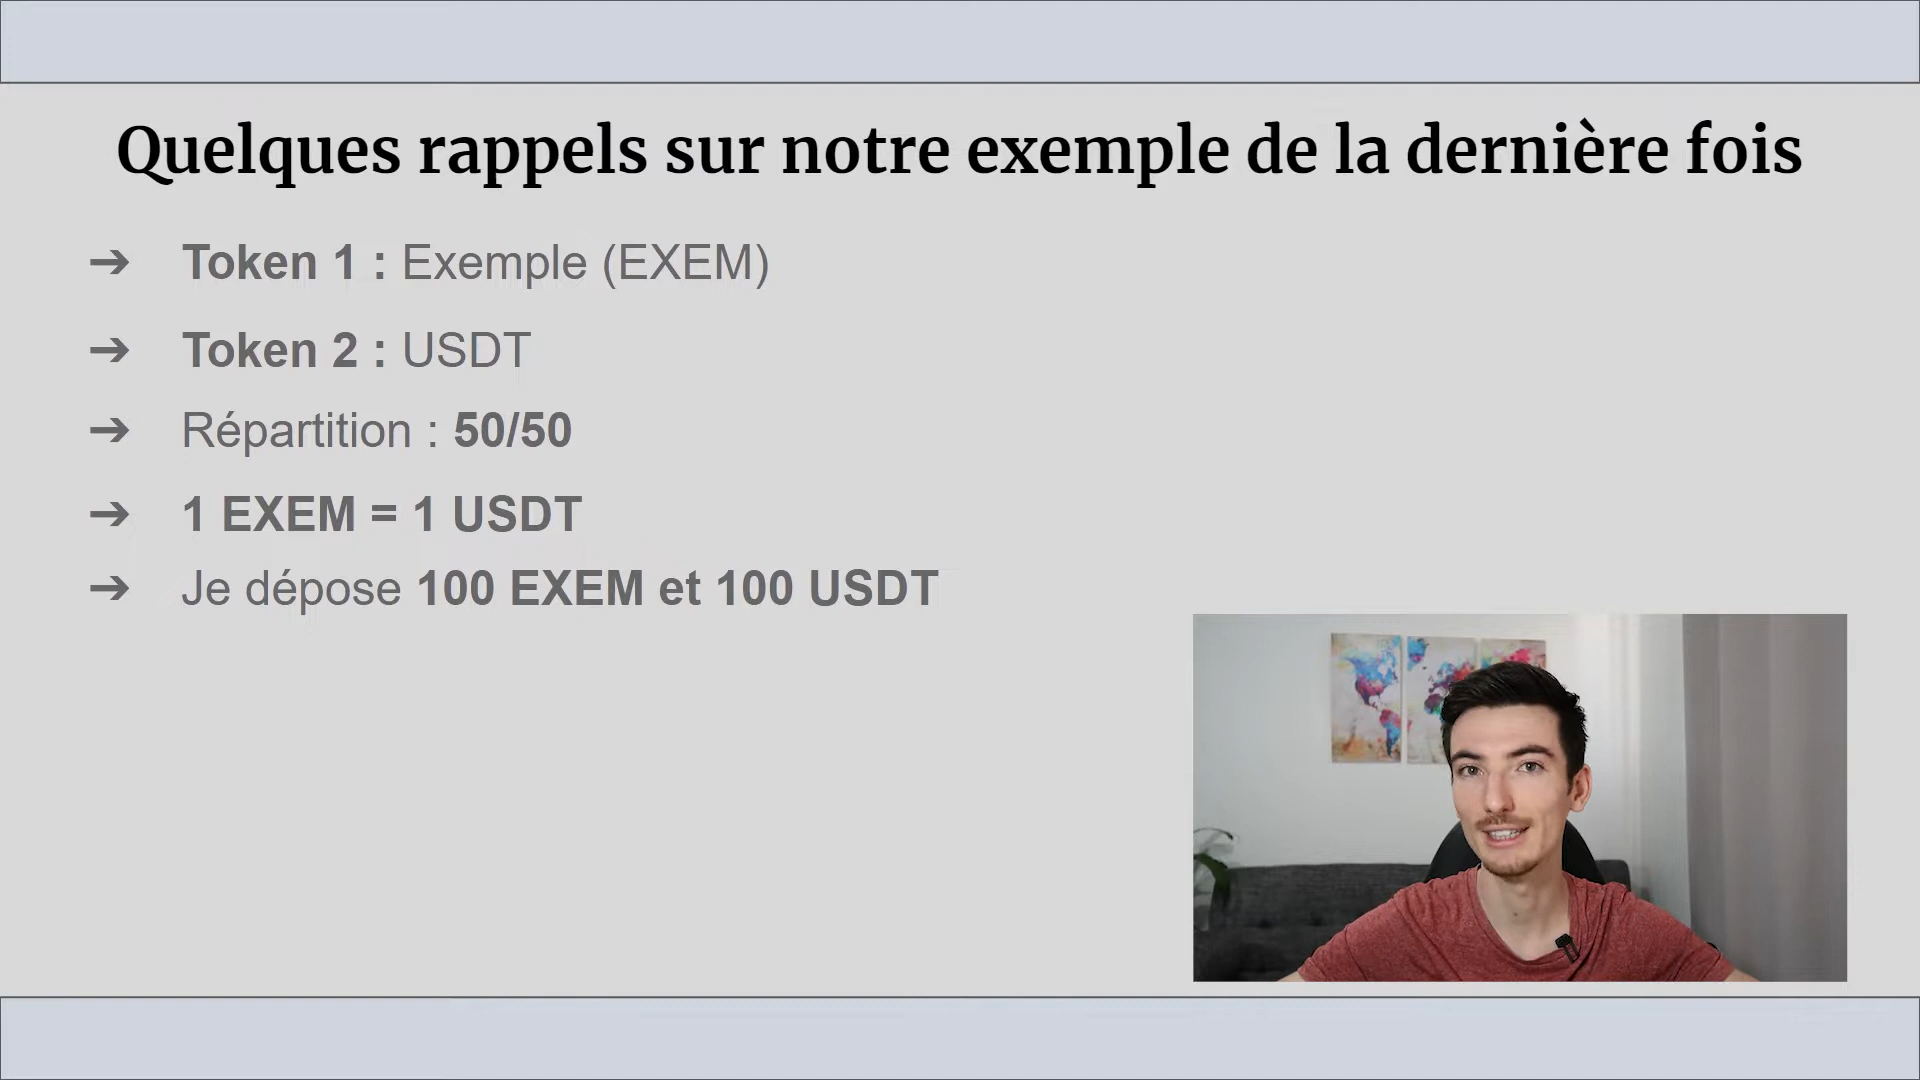 Quelques rappels sur notre exemple de la dernière fois
➔ Token 1 : Exemple (EXEM)
➔ Token 2 : USDT
➔ Répartition : 50/50
➔ 1 EXEM = 1 USDT
➔ Je dépose 100 EXEM et 100 USDT